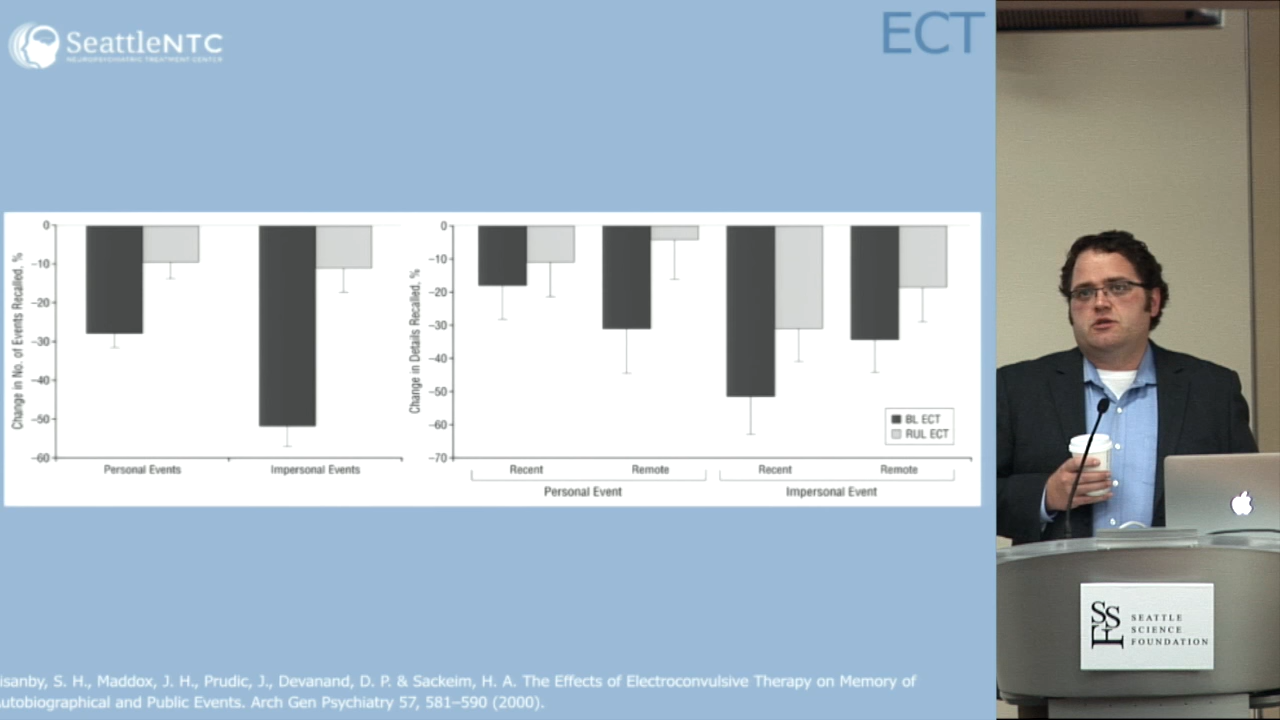 SeattleNTC
NEUROPSYCHIATRIC TREATMENT CENTER
ECT
Change in No. of Events Recalled, %
0
−10
−20
−30
−40
−50
−60
Personal Events
Impersonal Events
Change in Details Recalled, %
0
−10
−20
−30
−40
−50
−60
−70
BL ECT
RUL ECT
Recent
Remote
Recent
Remote
Personal Event
Impersonal Event
isanby, S. H., Maddox, J. H., Prudic, J., Devanand, D. P. & Sackeim, H. A. The Effects of Electroconvulsive Therapy on Memory of
utobiographical and Public Events. Arch Gen Psychiatry 57, 581–590 (2000).
SSF
SEATTLE
SCIENCE
FOUNDATION